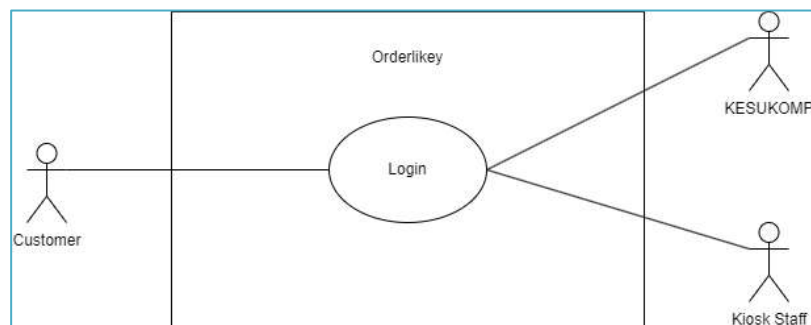 Orderlikey
KESUKOMP
Login
Customer
Kiosk Staff